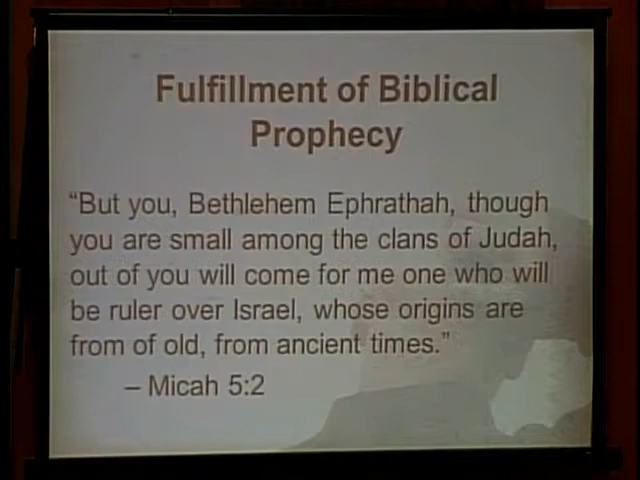 Fulfillment of Biblical
Prophecy
“But you, Bethlehem Ephrathah, though
you are small among the clans of Judah,
out of you will come for me one who will
be ruler over Israel, whose origins are
from of old, from ancient times.”
– Micah 5:2